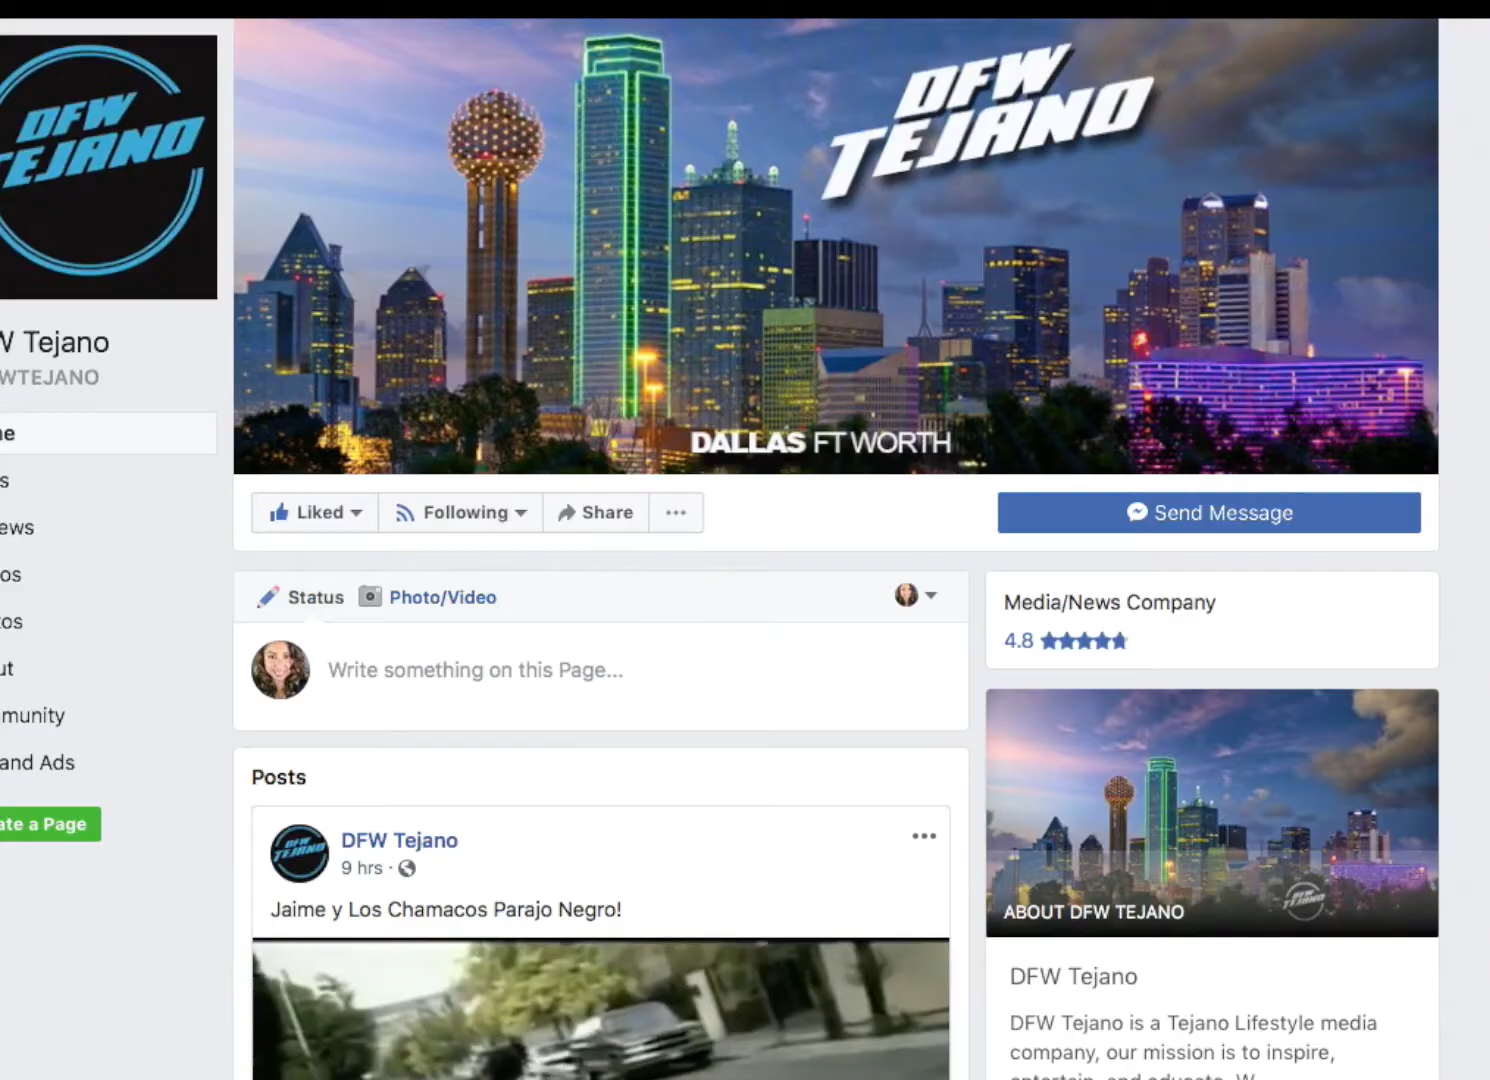 DFW
TEJANO
DFW
TEJANO
DALLAS FT WORTH
Tejano
WTEJANO
Liked
Following
Share
Send Message
ews
os
ut
munity
and Ads
ate a Page
Status
Photo/Video
Write something on this Page...
Posts
DFW Tejano
9 hrs ·
Jaime y Los Chamacos Parajo Negro!
Media/News Company
4.8
DFW
TEJANO
ABOUT DFW TEJANO
DFW Tejano
DFW Tejano is a Tejano Lifestyle media
company, our mission is to inspire,